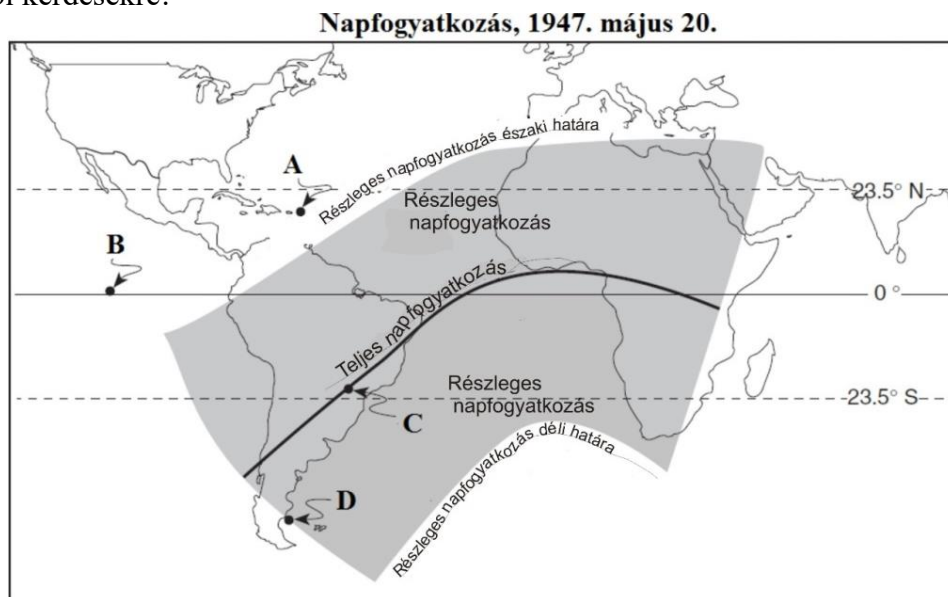 Napfogyatkozás, 1947. május 20.
Részleges napfogyatkozás északi határa
A
23.5° N
Részleges
napfogyatkozás
B
Teljes napfogyatkozás
0°
Részleges
napfogyatkozás
23.5° S
C
Részleges napfogyatkozás déli határa
D